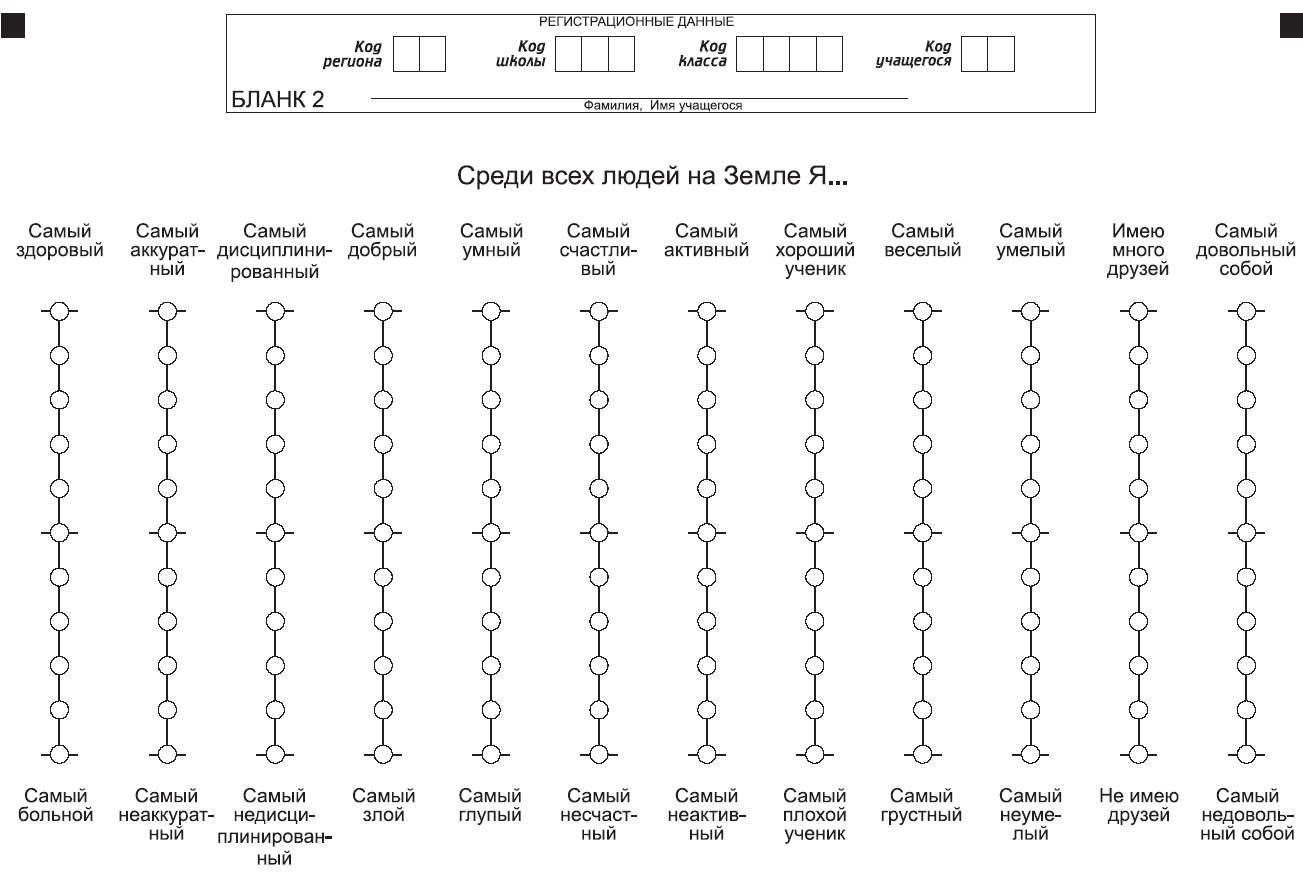 РЕГИСТРАЦИОННЫЕ ДАННЫЕ
Код региона
Код школы
Код класса
Код учащегося
БЛАНК 2
Фамилия, Имя учащегося
Среди всех людей на Земле Я...
Самый
здоровый
Самый
аккурат-
ный
Самый
дисциплини-
рованный
Самый
добрый
Самый
умный
Самый
счастли-
вый
Самый
активный
Самый
хороший
ученик
Самый
веселый
Самый
умелый
Имею
много
друзей
Самый
довольный
собой
Самый
больной
Самый
неаккурат-
ный
Самый
недисци-
плинирован-
ный
Самый
злой
Самый
глупый
Самый
несчаст-
ный
Самый
неактив-
ный
Самый
плохой
ученик
Самый
грустный
Самый
неуме-
лый
Не имею
друзей
Самый
недоволь-
ный собой